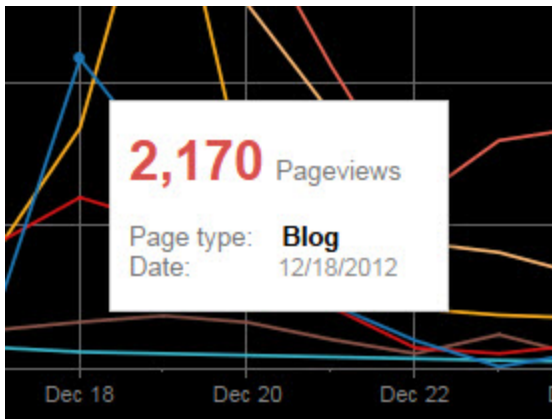 2,170 Pageviews
Page type: Blog
Date: 12/18/2012
Dec 18 Dec 20 Dec 22